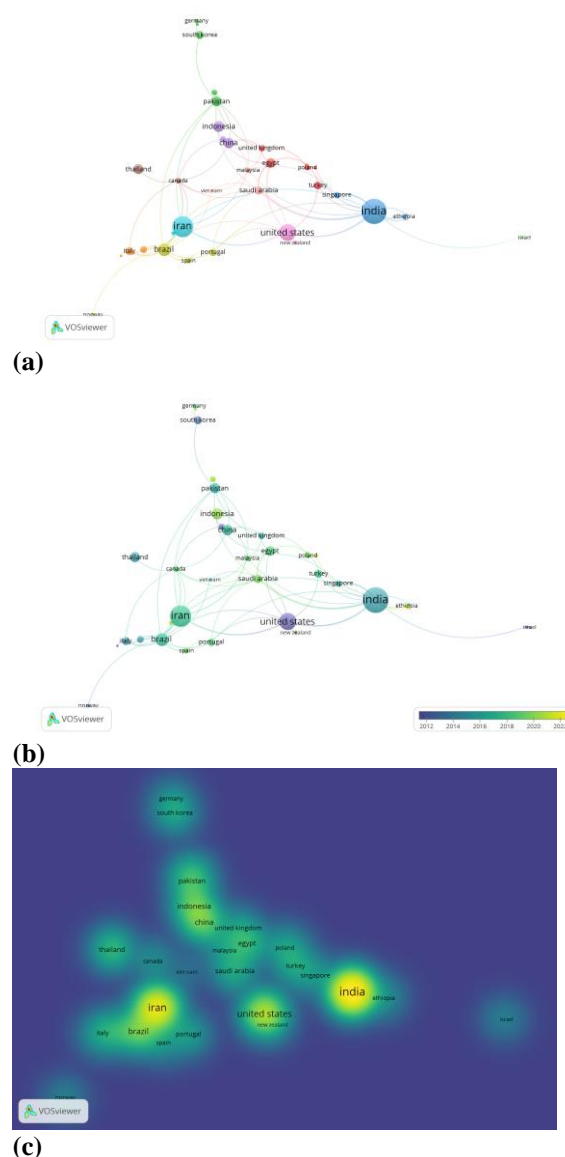 germany
south korea
pakistan
indonesia
china
united kingdom
egypt
poland
thailand
canada
malaysia
vietnam
saudi arabia
turkey
singapore
india
ethiopia
iran
united states
new zealand
israel
italy
brazil
portugal
spain
norway
VOSviewer
(a)
germany
south korea
pakistan
indonesia
china
united kingdom
egypt
poland
thailand
canada
malaysia
vietnam
saudi arabia
turkey
singapore
india
ethiopia
iran
united states
new zealand
israel
italy
brazil
portugal
spain
norway
VOSviewer
2012 2014 2016 2018 2020
(b)
germany
south korea
pakistan
indonesia
china
united kingdom
thailand
malaysia
egypt
poland
canada
vietnam
saudi arabia
turkey
singapore
india
ethiopia
iran
united states
new zealand
israel
italy
brazil
portugal
spain
VOSviewer
(c)